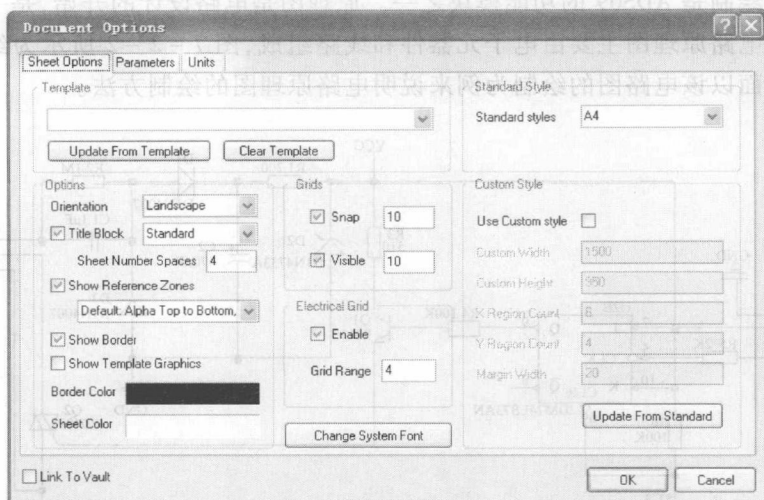 Document Options
Sheet Options Parameters Units
Template
Update From Template Clear Template
Standard Style
Standard styles A4
Options
Orientation Landscape
Title Block Standard
Sheet Number Spaces 4
Show Reference Zones
Default: Alpha Top to Bottom,
Show Border
Show Template Graphics
Border Color
Sheet Color
Grids
Snap 10
Visible 10
Electrical Grid
Enable
Grid Range 4
Change System Font
Custom Style
Use Custom style
Custom Width 1500
Custom Height 950
X Region Count 6
Y Region Count 4
Margin Width 20
Update From Standard
Link To Vault
OK Cancel